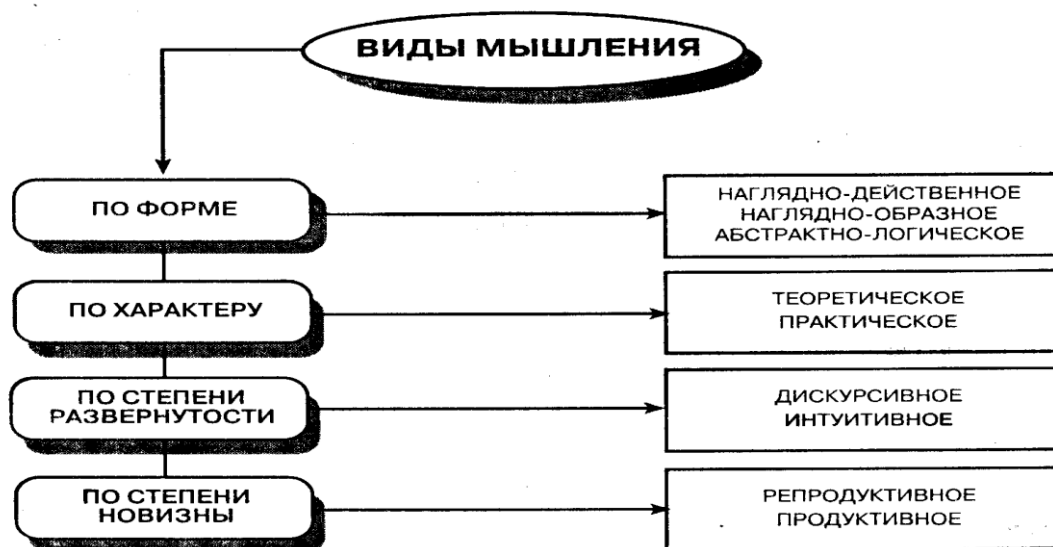 ВИДЫ МЫШЛЕНИЯ
ПО ФОРМЕ
НАГЛЯДНО-ДЕЙСТВЕННОЕ
НАГЛЯДНО-ОБРАЗНОЕ
АБСТРАКТНО-ЛОГИЧЕСКОЕ
ПО ХАРАКТЕРУ
ТЕОРЕТИЧЕСКОЕ
ПРАКТИЧЕСКОЕ
ПО СТЕПЕНИ
РАЗВЕРНУТОСТИ
ДИСКУРСИВНОЕ
ИНТУИТИВНОЕ
ПО СТЕПЕНИ
НОВИЗНЫ
РЕПРОДУКТИВНОЕ
ПРОДУКТИВНОЕ